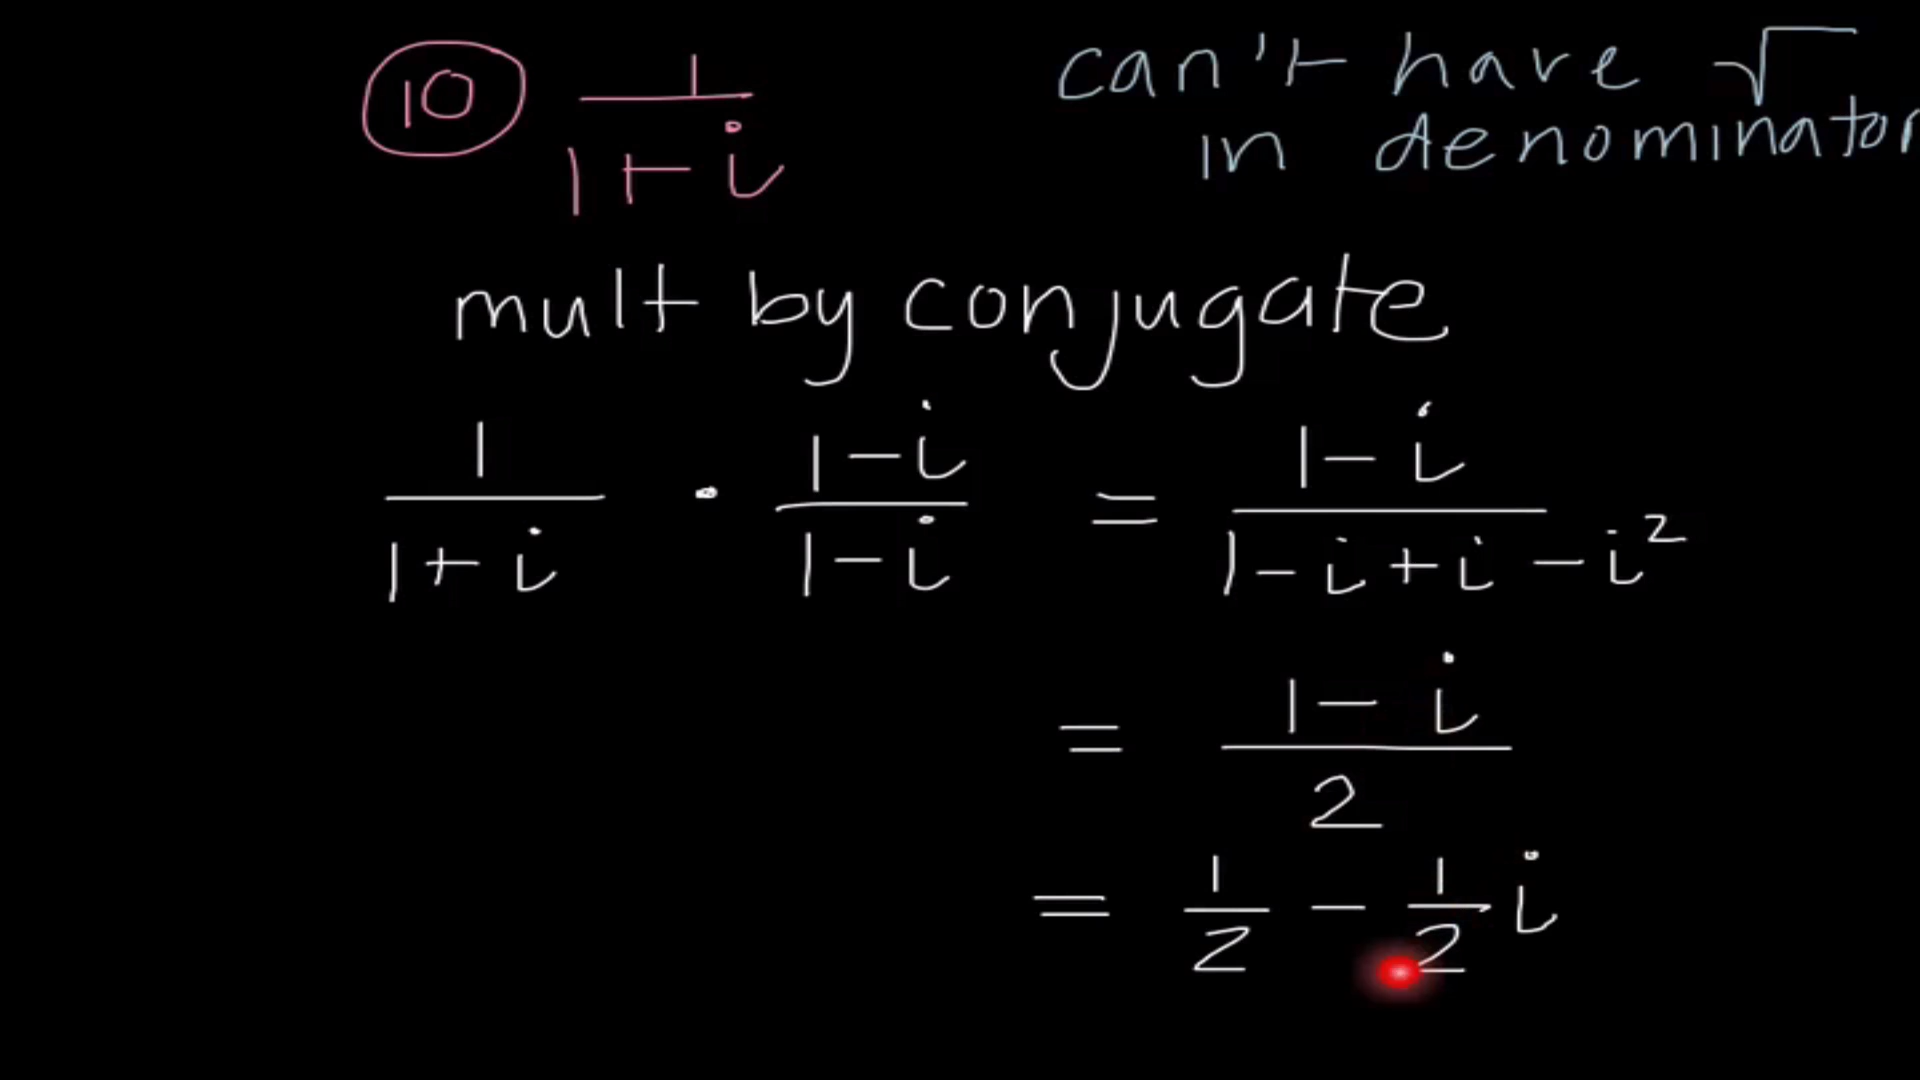 10 1/(1+i) can't have √
in denominator
mult by conjugate
1/(1+i) · (1-i)/(1-i) = (1-i)/(1-i+i-i²)
= (1-i)/2
= 1/2 - 1/2 i